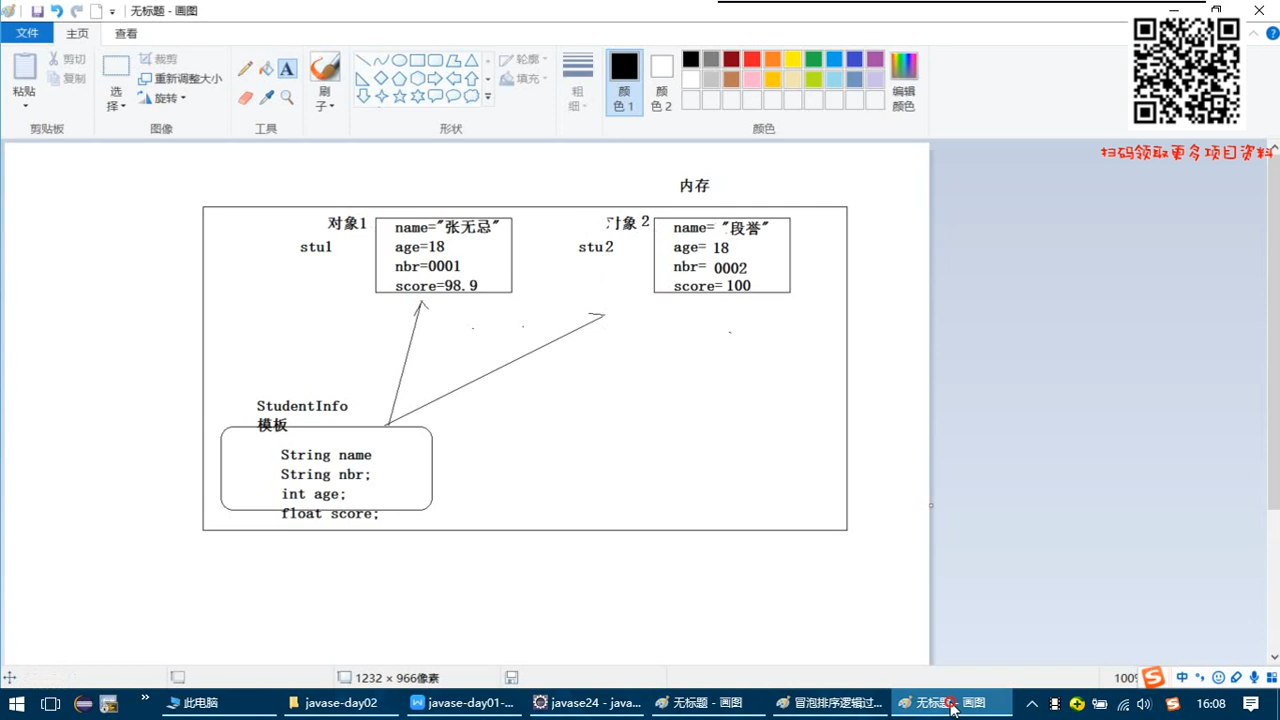 无标题 - 画图
文件 主页 查看
粘贴
剪切
复制
剪贴板
选择
裁剪
重新调整大小
旋转
图像
工具
刷子
形状
轮廓
填充
粗细
颜色1
颜色2
颜色
编辑颜色
扫码领取更多项目资料
内存
对象1
stu1
name="张无忌"
age=18
nbr=0001
score=98.9
对象2
stu2
name= "段誉"
age= 18
nbr= 0002
score= 100
StudentInfo
模板
String name
String nbr;
int age;
float score;
1232 × 966像素
100%
中
此电脑
javase-day02
javase-day01-...
javase24 - java...
无标题 - 画图
冒泡排序逻辑过...
无标题 - 画图
16:08